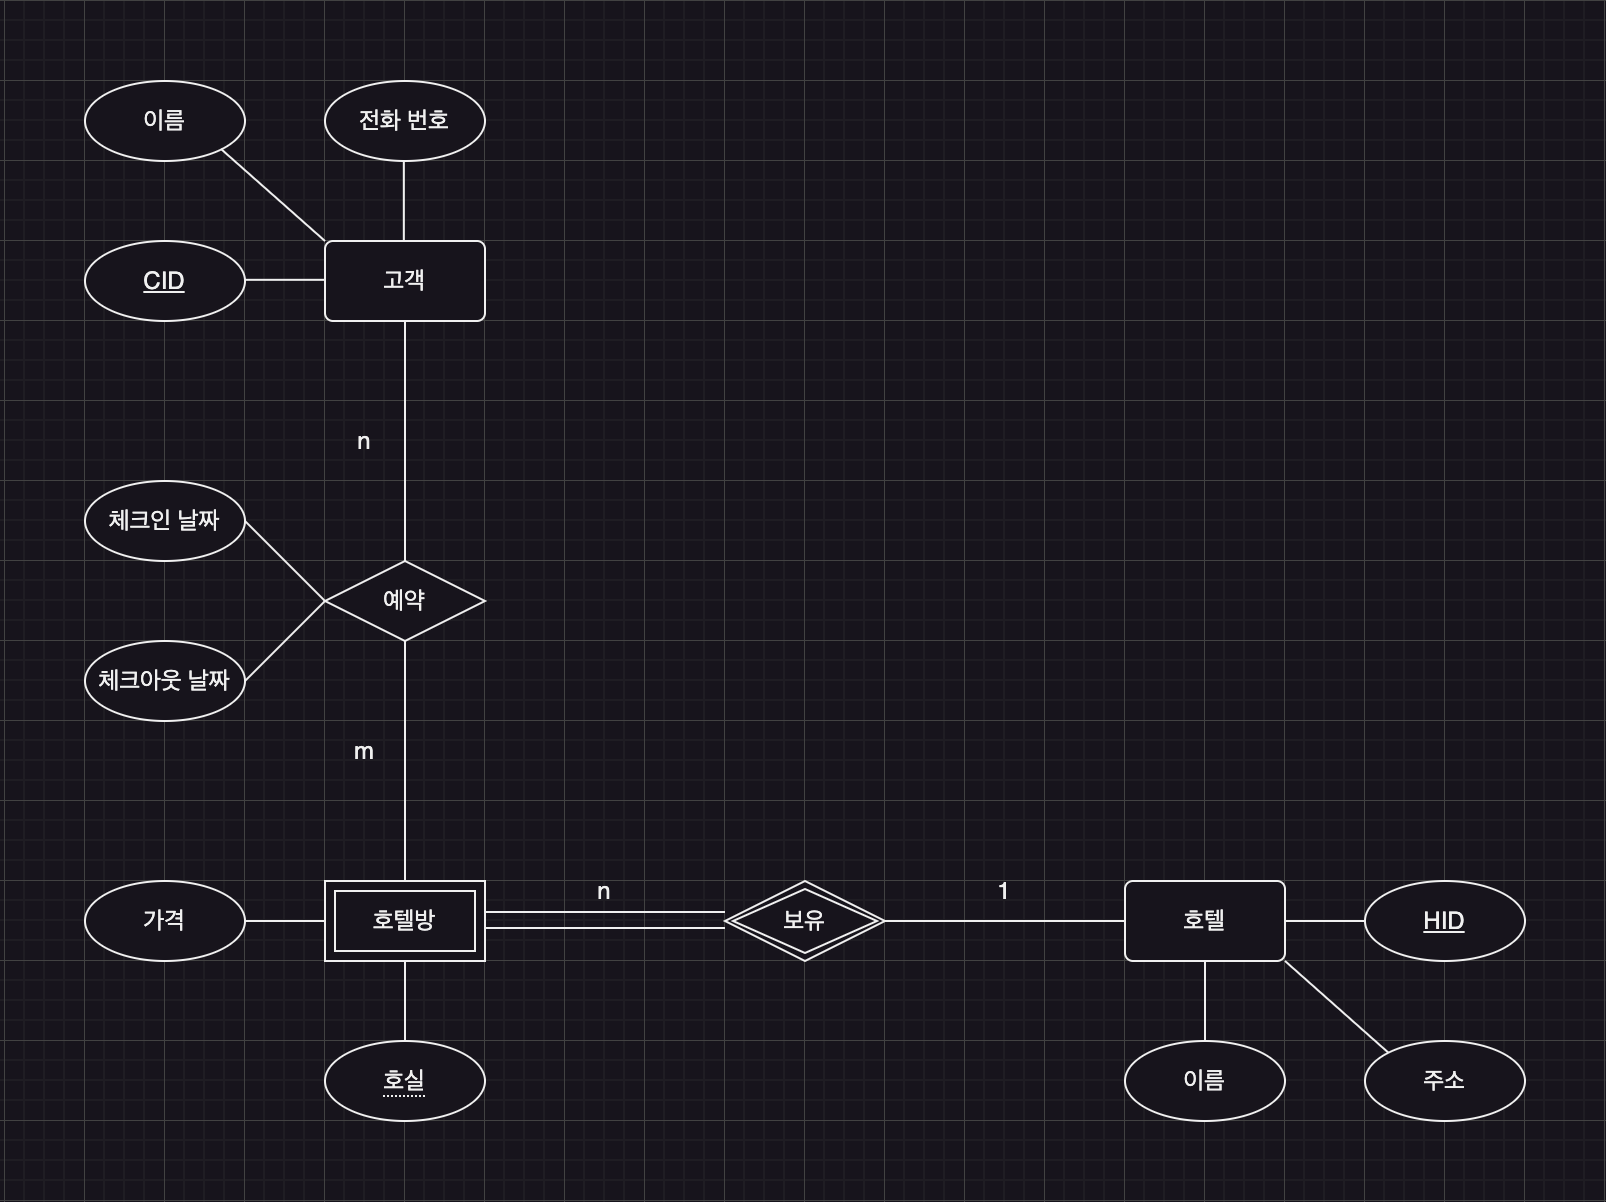 이름
전화 번호
CID
고객
n
체크인 날짜
예약
체크아웃 날짜
m
가격
호텔방
n
보유
1
호텔
HID
호실
이름
주소